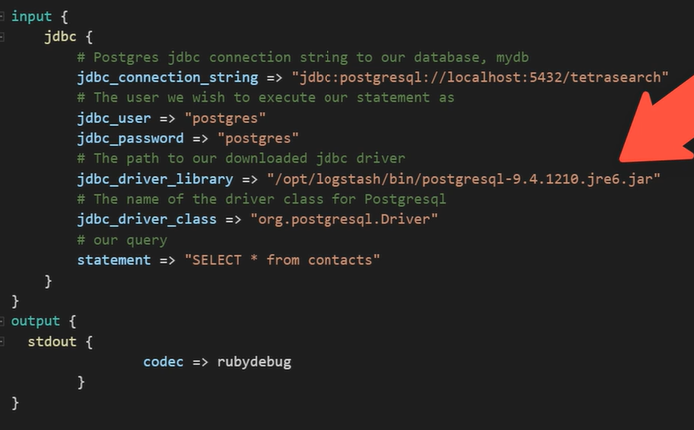 input {
jdbc {
# Postgres jdbc connection string to our database, mydb
jdbc_connection_string => "jdbc:postgresql://localhost:5432/tetrasearch"
# The user we wish to execute our statement as
jdbc_user => "postgres"
jdbc_password => "postgres"
# The path to our downloaded jdbc driver
jdbc_driver_library => "/opt/logstash/bin/postgresql-9.4.1210.jre6.jar"
# The name of the driver class for Postgresql
jdbc_driver_class => "org.postgresql.Driver"
# our query
statement => "SELECT * from contacts"
}
}
output {
stdout {
codec => rubydebug
}
}